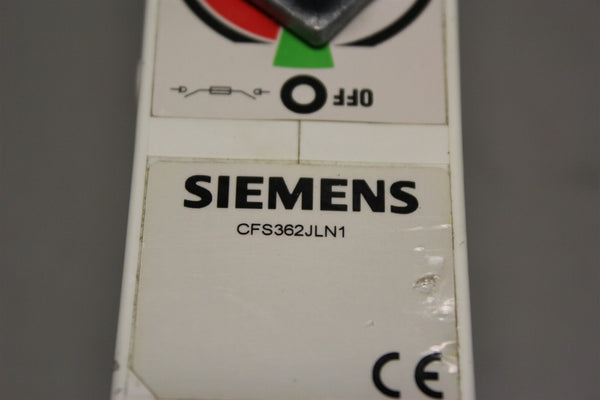 OFF
SIEMENS
CFS362JLN1
CE